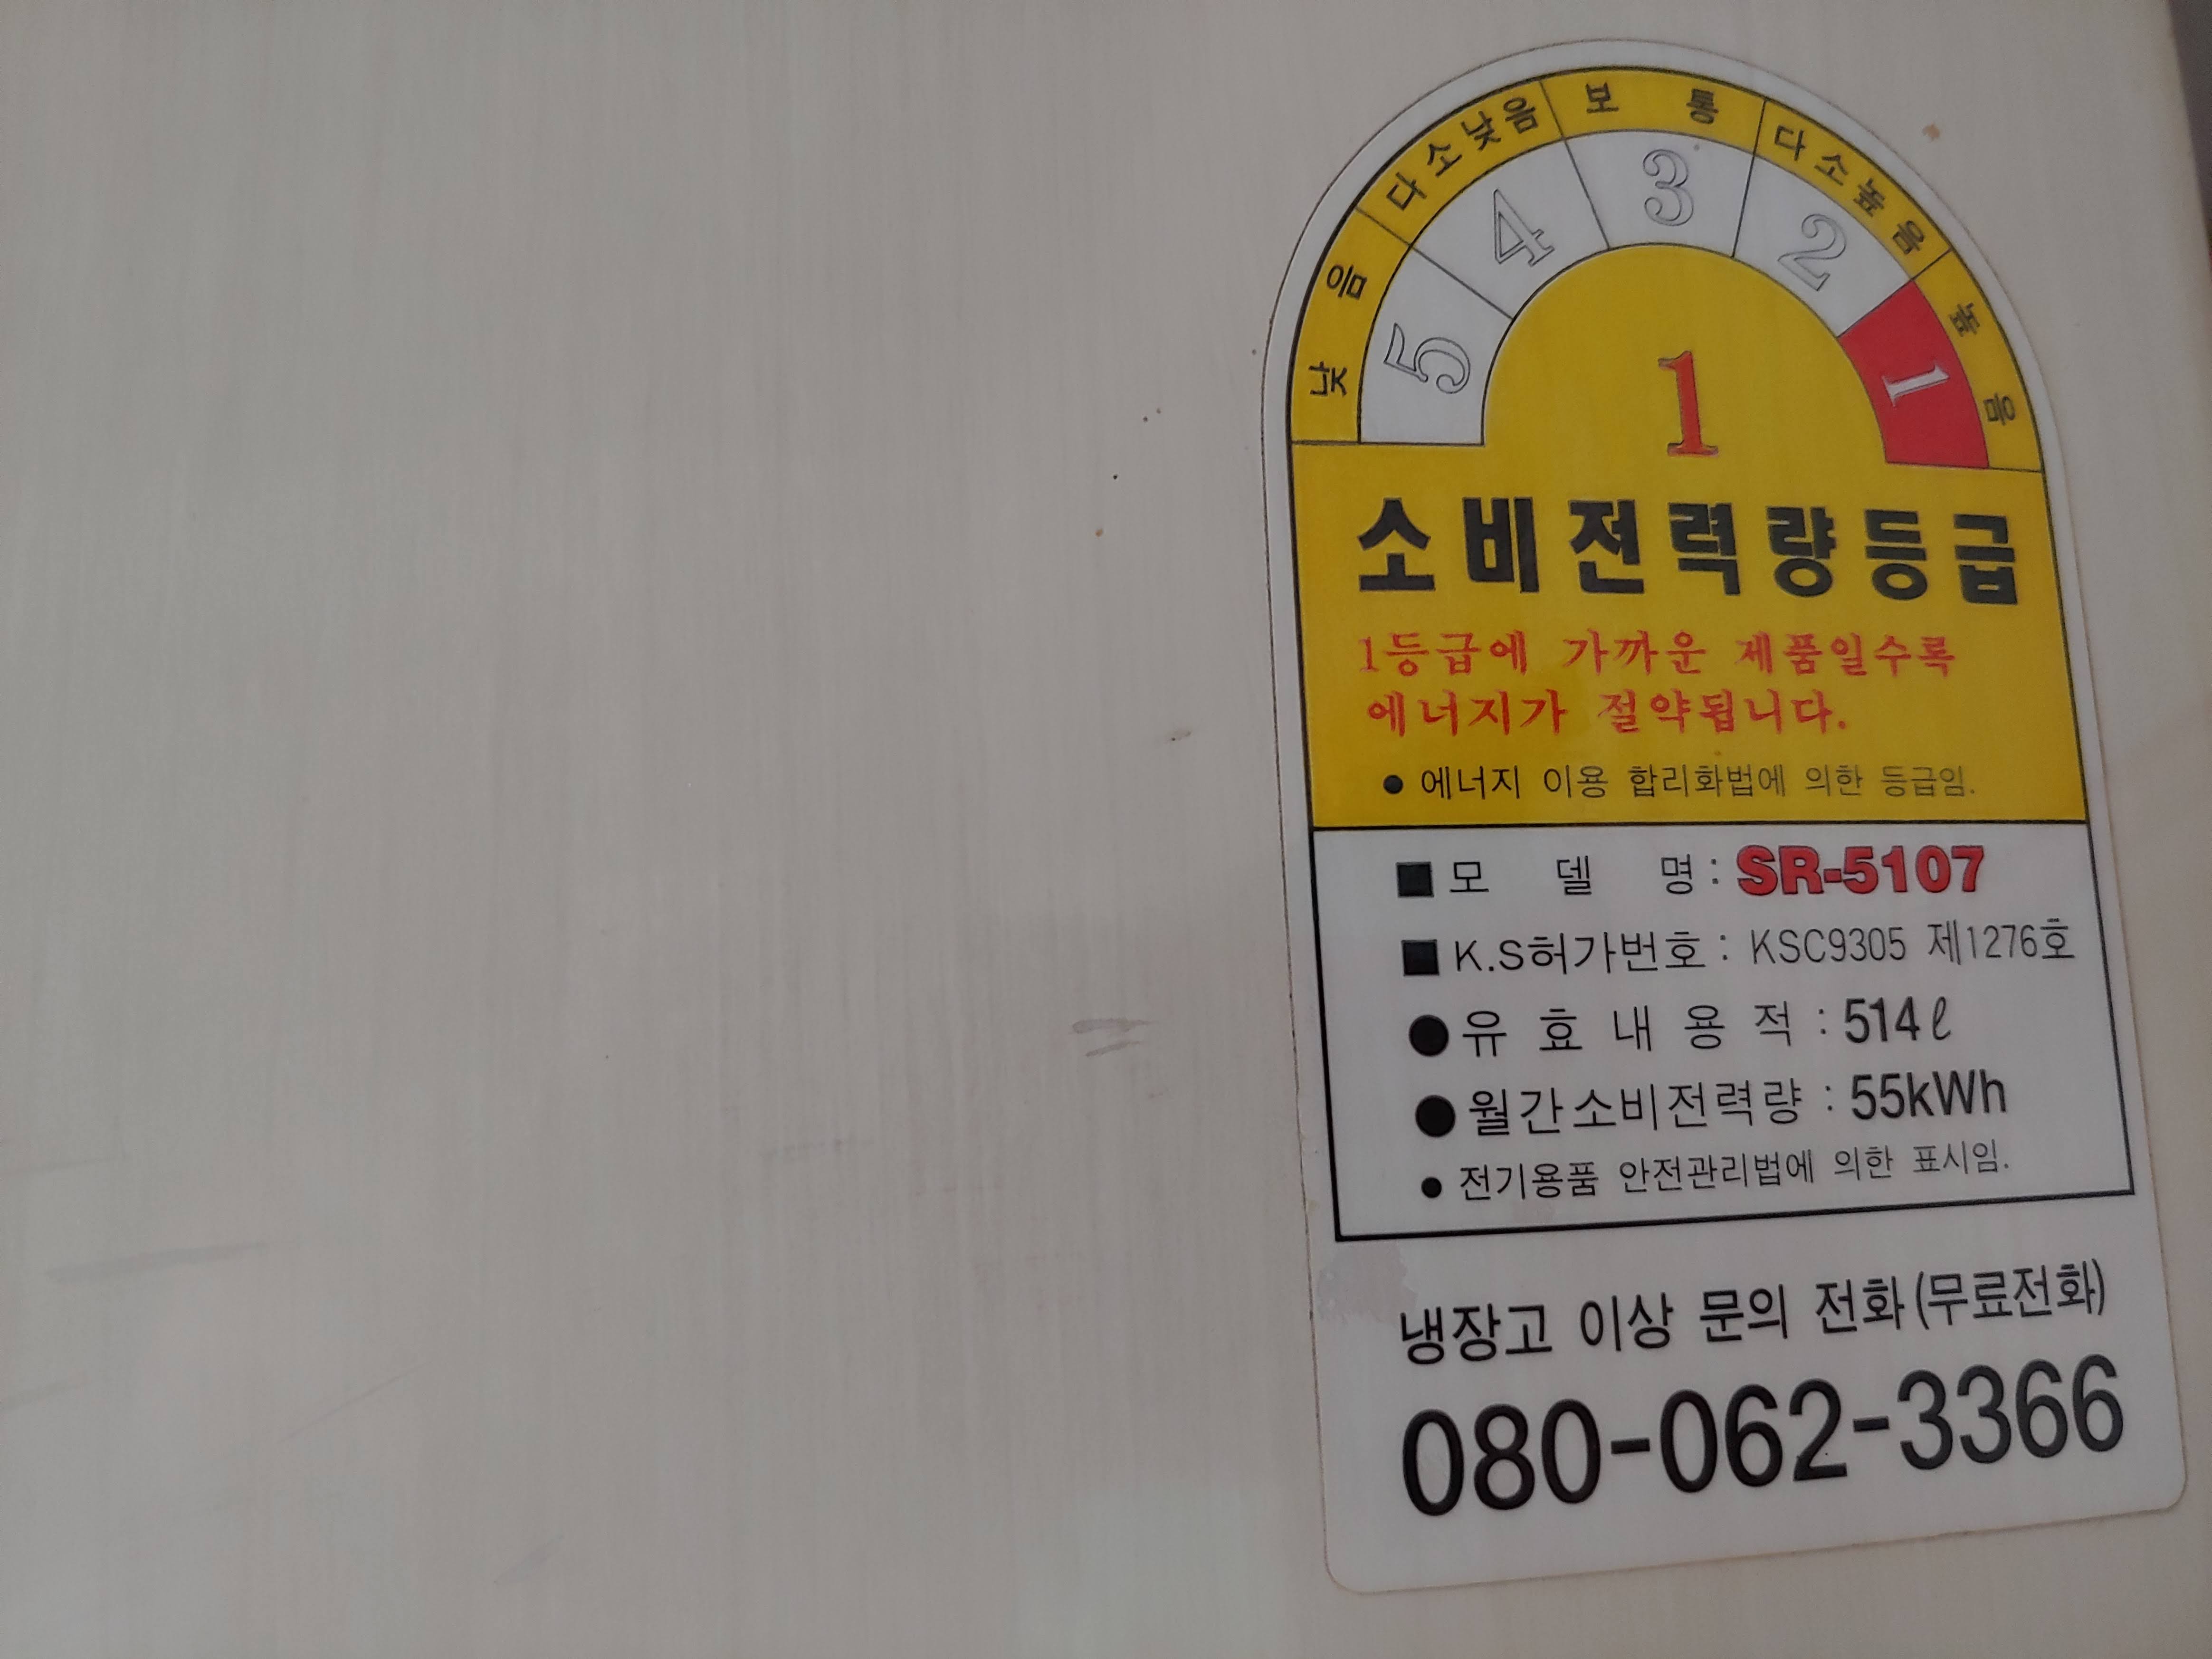 낮음 다소낮음 보통 다소높음 높음
5 4 3 2 1
1
소비전력량등급
1등급에 가까운 제품일수록
에너지가 절약됩니다.
● 에너지 이용 합리화법에 의한 등급임.
■ 모 델 명 : SR-5107
■ K.S허가번호 : KSC9305 제1276호
● 유 효 내 용 적 : 514ℓ
● 월간소비전력량 : 55kWh
● 전기용품 안전관리법에 의한 표시임.
냉장고 이상 문의 전화(무료전화)
080-062-3366